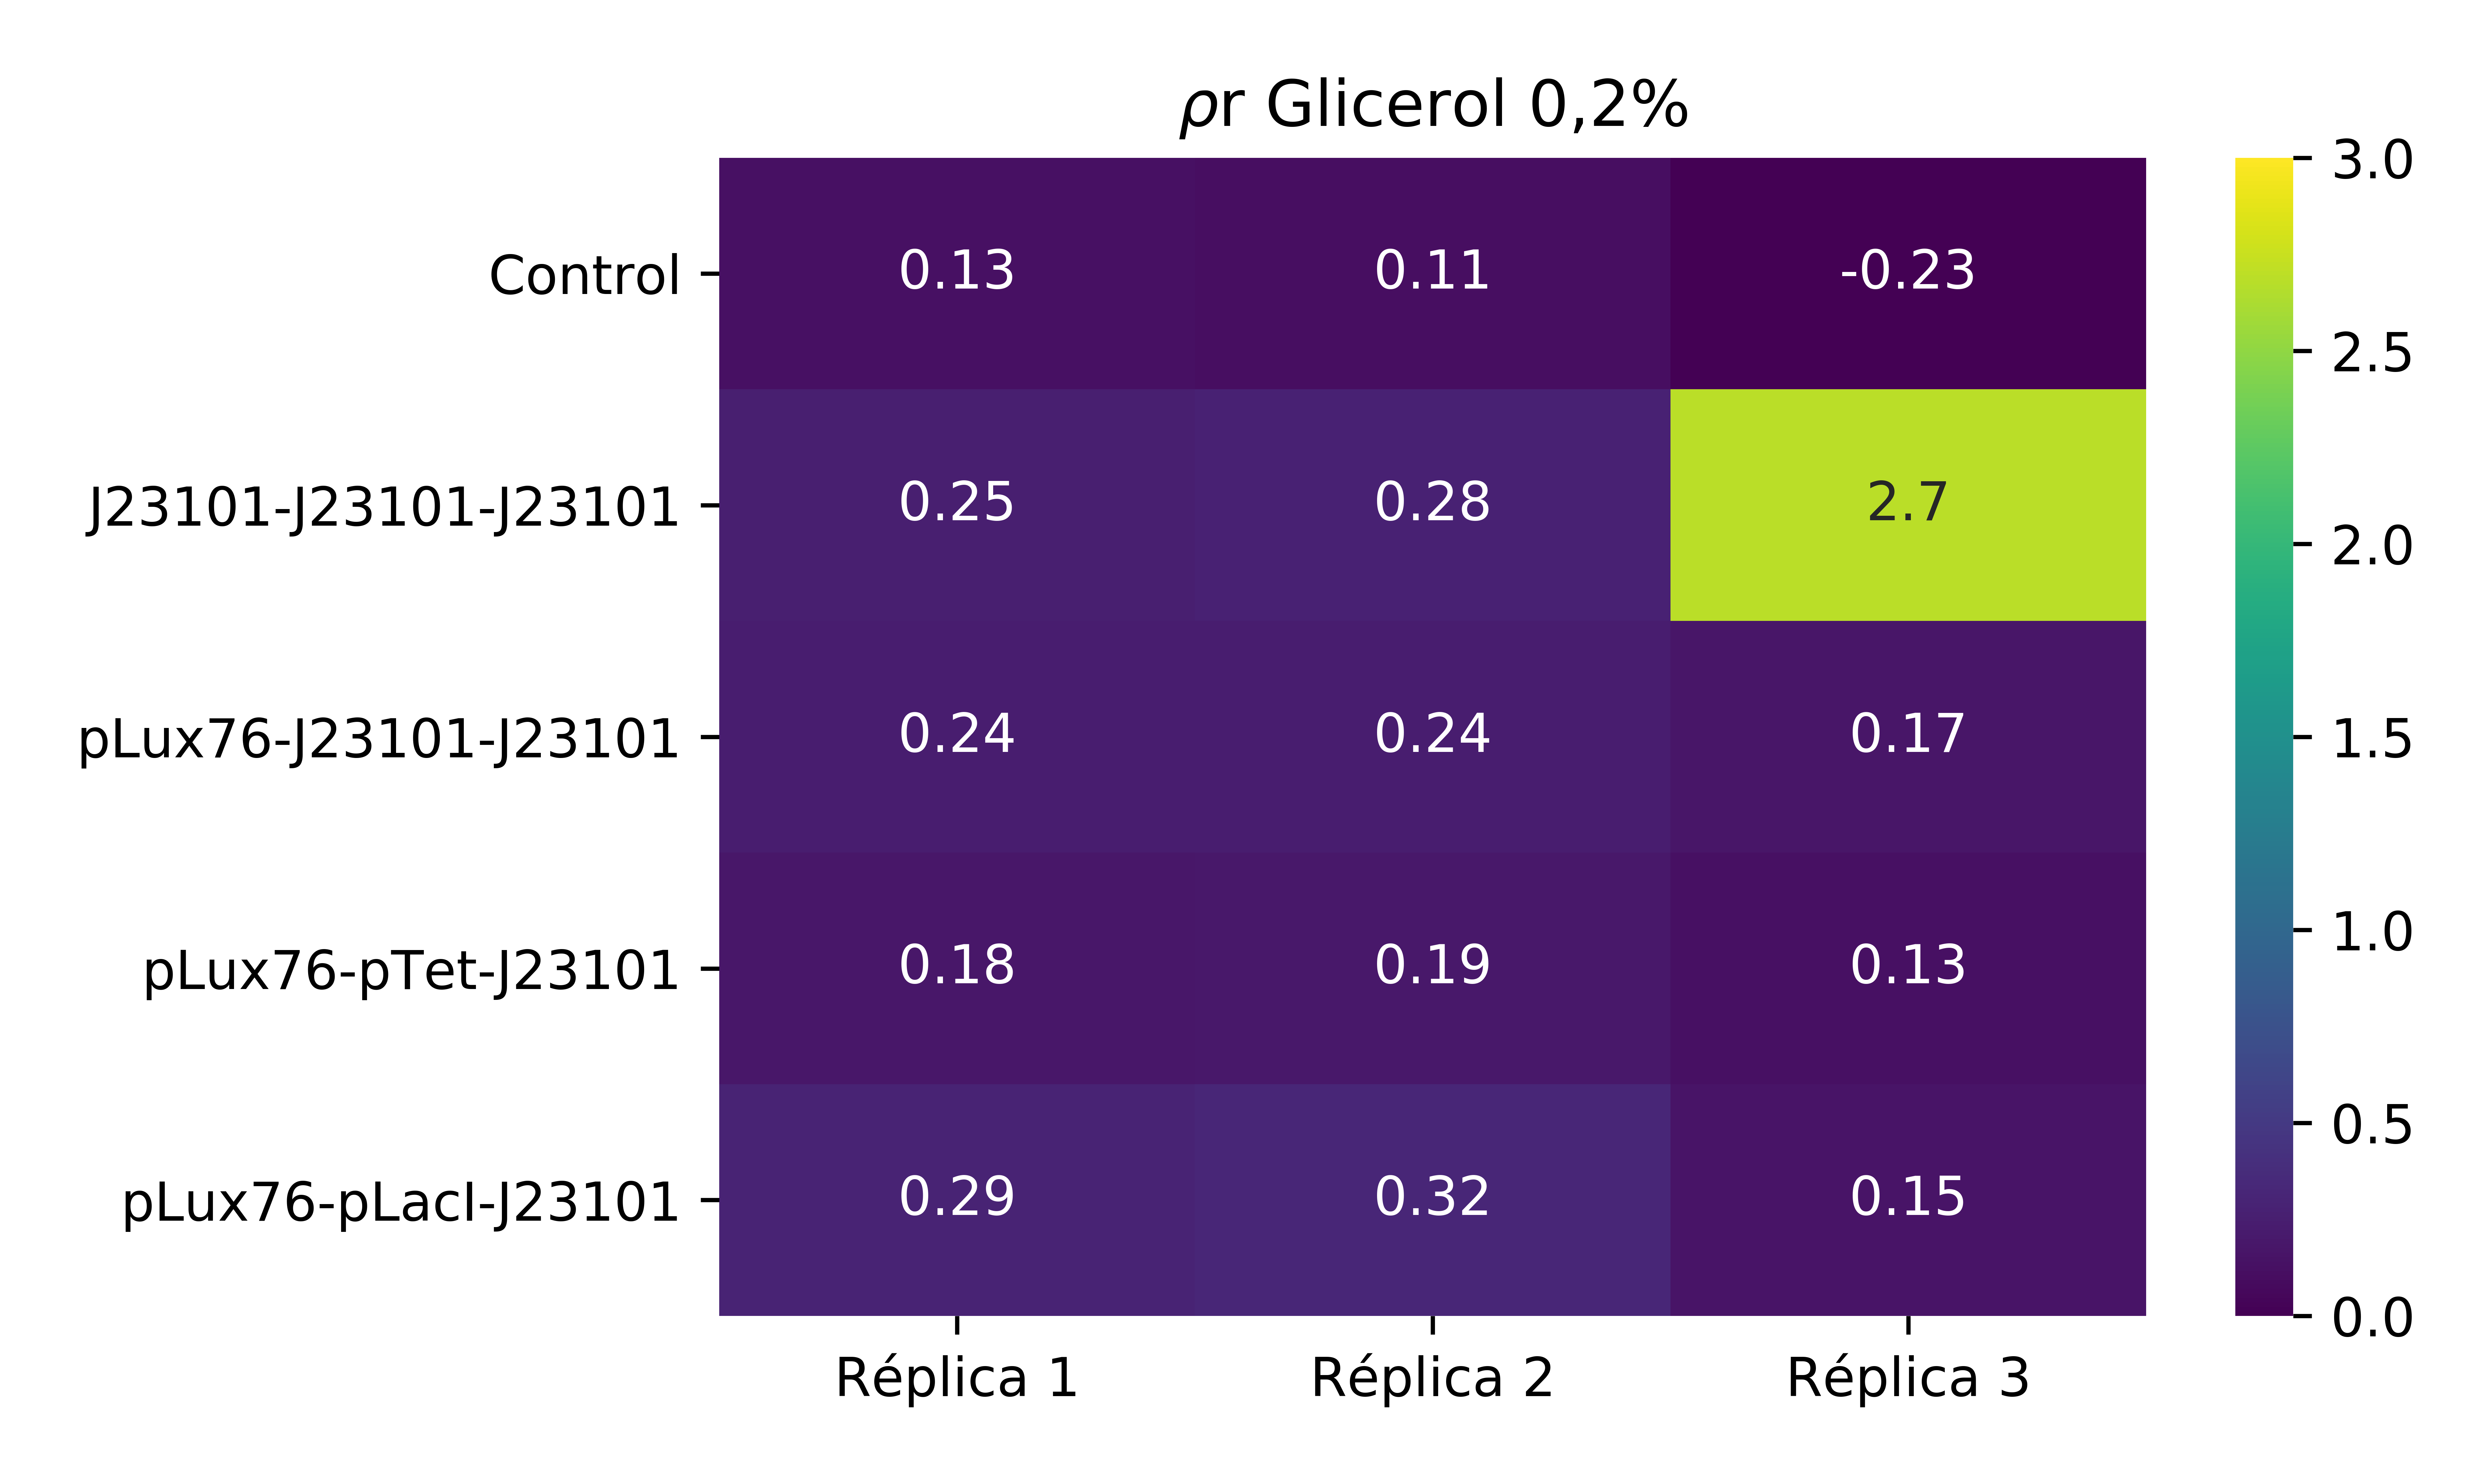 ρr Glicerol 0,2%
Control 0.13 0.11 -0.23
J23101-J23101-J23101 0.25 0.28 2.7
pLux76-J23101-J23101 0.24 0.24 0.17
pLux76-pTet-J23101 0.18 0.19 0.13
pLux76-pLacI-J23101 0.29 0.32 0.15
Réplica 1 Réplica 2 Réplica 3
3.0
2.5
2.0
1.5
1.0
0.5
0.0